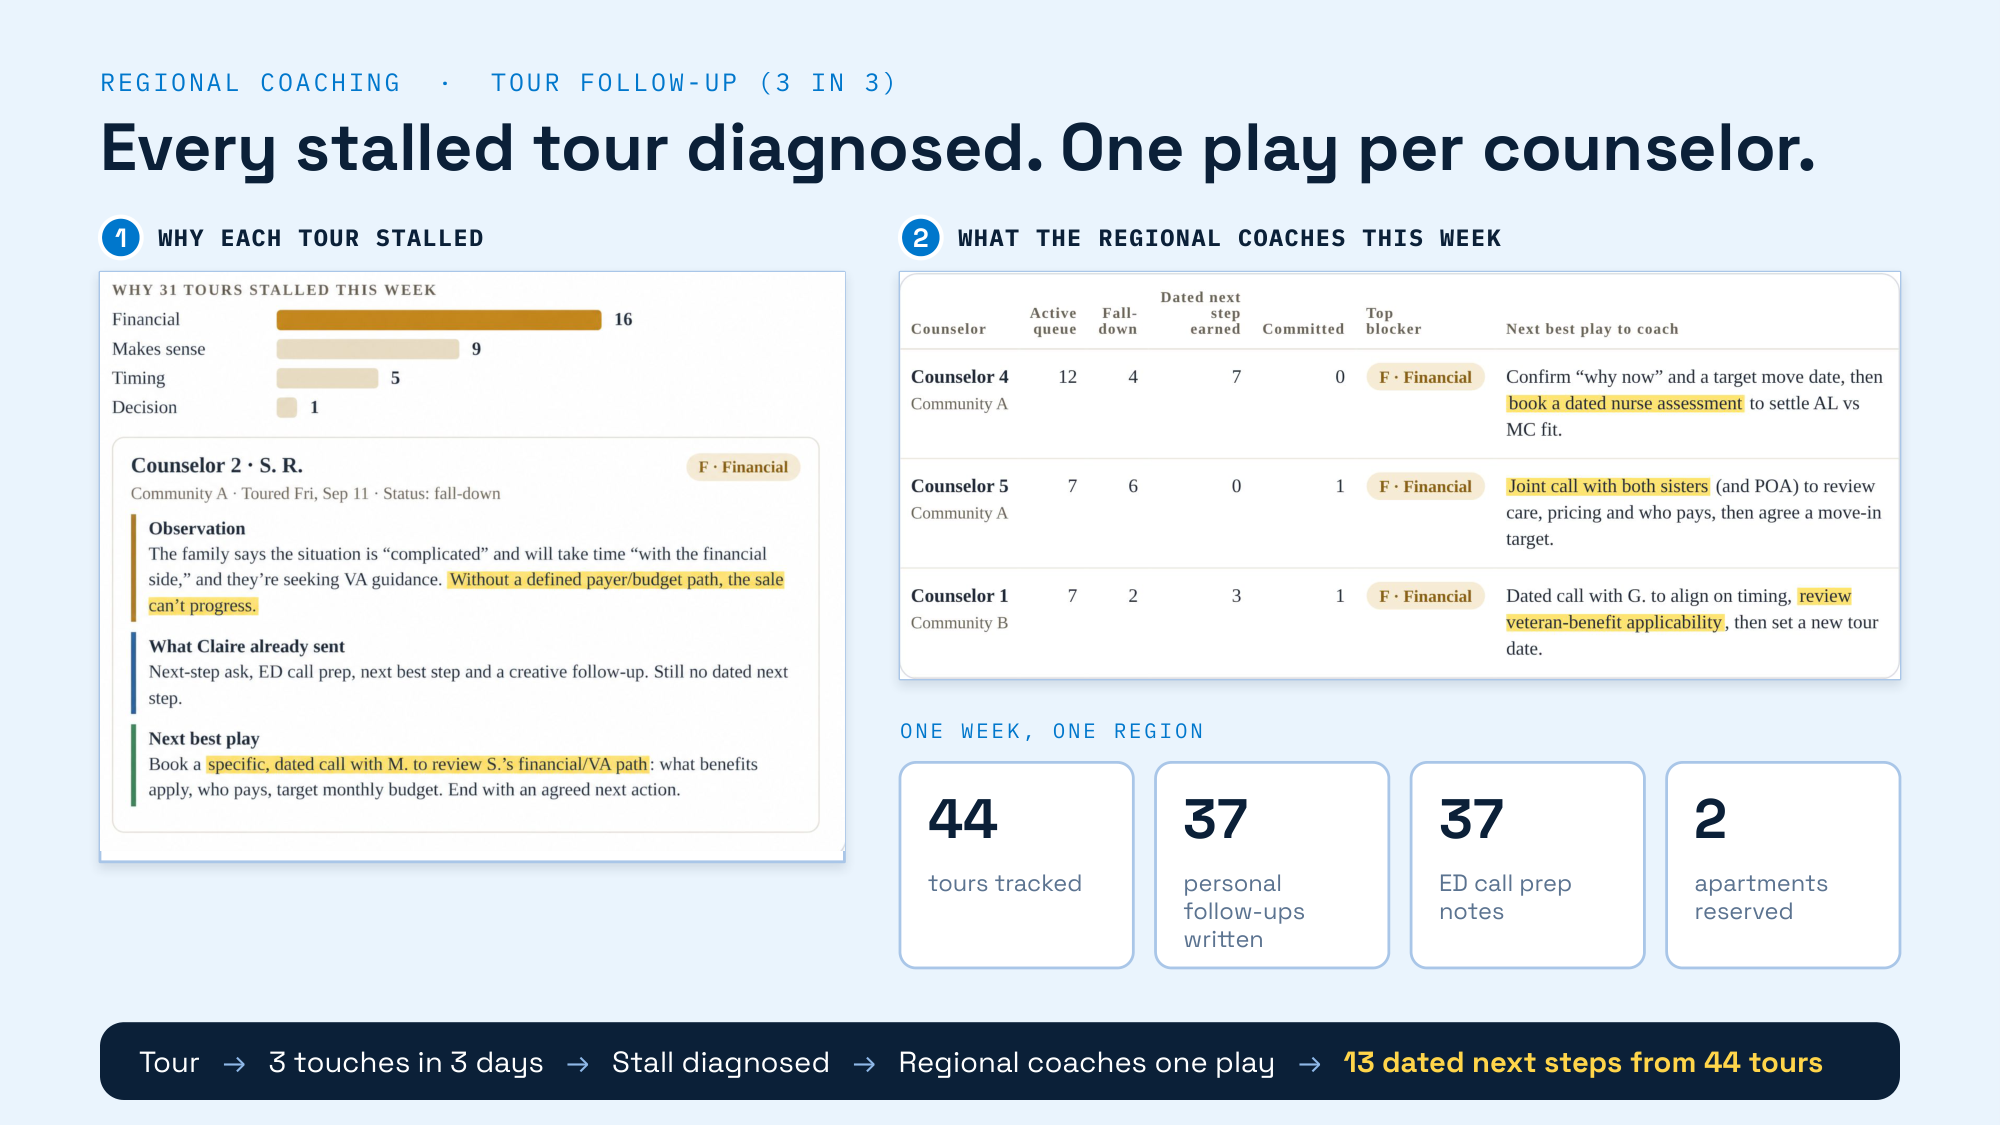 REGIONAL COACHING · TOUR FOLLOW-UP (3 IN 3)
Every stalled tour diagnosed. One play per counselor.
1 WHY EACH TOUR STALLED
WHY 31 TOURS STALLED THIS WEEK
Financial 16
Makes sense 9
Timing 5
Decision 1
Counselor 2 · S. R.
F · Financial
Community A · Toured Fri, Sep 11 · Status: fall-down
Observation
The family says the situation is “complicated” and will take time “with the financial
side,” and they’re seeking VA guidance. Without a defined payer/budget path, the sale
can’t progress.
What Claire already sent
Next-step ask, ED call prep, next best step and a creative follow-up. Still no dated next
step.
Next best play
Book a specific, dated call with M. to review S.’s financial/VA path: what benefits
apply, who pays, target monthly budget. End with an agreed next action.
2 WHAT THE REGIONAL COACHES THIS WEEK
Counselor
Active
queue
Fall-
down
Dated next
step
earned
Committed
Top
blocker
Next best play to coach
Counselor 4 12 4 7 0 F · Financial Confirm “why now” and a target move date, then
Community A book a dated nurse assessment to settle AL vs
MC fit.
Counselor 5 7 6 0 1 F · Financial Joint call with both sisters (and POA) to review
Community A care, pricing and who pays, then agree a move-in
target.
Counselor 1 7 2 3 1 F · Financial Dated call with G. to align on timing, review
Community B veteran-benefit applicability, then set a new tour
date.
ONE WEEK, ONE REGION
44
tours tracked
37
personal
follow-ups
written
37
ED call prep
notes
2
apartments
reserved
Tour → 3 touches in 3 days → Stall diagnosed → Regional coaches one play → 13 dated next steps from 44 tours